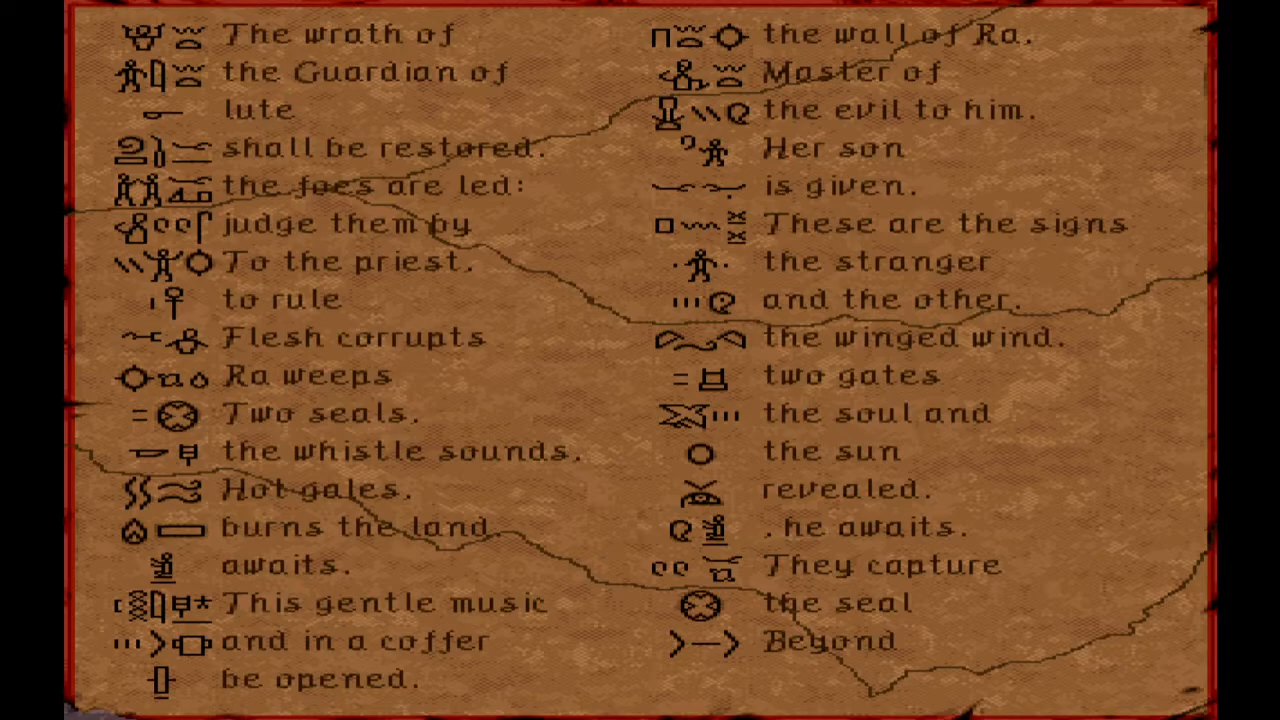 The wrath of
the Guardian of
lute
shall be restored.
the foes are led:
judge them by
To the priest.
to rule
Flesh corrupts
Ra weeps
Two seals.
the whistle sounds.
Hot gales.
burns the land
awaits.
This gentle music
and in a coffer
be opened.
the wall of Ra.
Master of
the evil to him.
Her son
is given.
These are the signs
the stranger
and the other.
the winged wind.
two gates
the soul and
the sun
revealed.
, he awaits.
They capture
the seal
Beyond